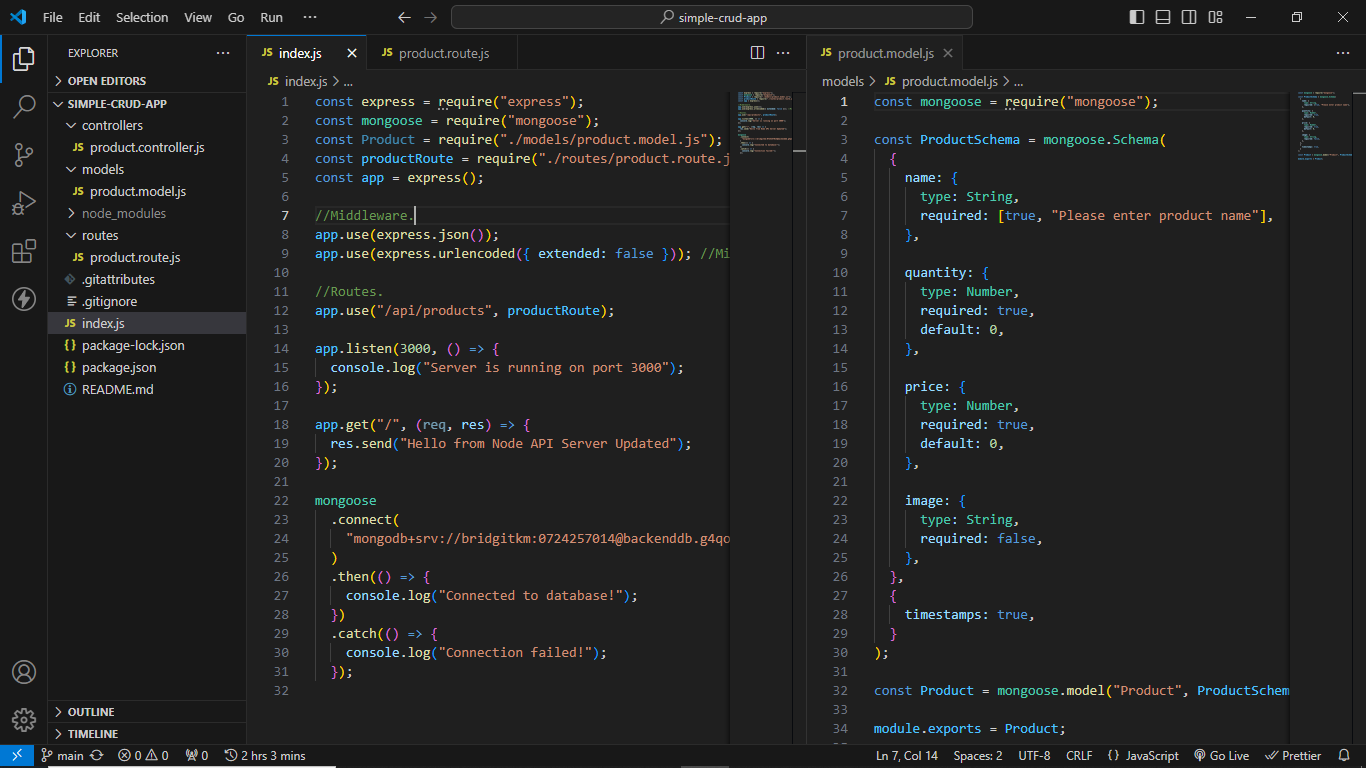 File Edit Selection View Go Run ··· simple-crud-app
EXPLORER ···
OPEN EDITORS
SIMPLE-CRUD-APP
controllers
JS product.controller.js
models
JS product.model.js
node_modules
routes
JS product.route.js
.gitattributes
.gitignore
JS index.js
{} package-lock.json
{} package.json
README.md
OUTLINE
TIMELINE
JS index.js JS product.route.js ···
JS index.js > ...
1 const express = require("express");
2 const mongoose = require("mongoose");
3 const Product = require("./models/product.model.js");
4 const productRoute = require("./routes/product.route.j
5 const app = express();
6
7 //Middleware.
8 app.use(express.json());
9 app.use(express.urlencoded({ extended: false })); //Mi
10
11 //Routes.
12 app.use("/api/products", productRoute);
13
14 app.listen(3000, () => {
15 console.log("Server is running on port 3000");
16 });
17
18 app.get("/", (req, res) => {
19 res.send("Hello from Node API Server Updated");
20 });
21
22 mongoose
23 .connect(
24 "mongodb+srv://bridgitkm:0724257014@backenddb.g4qo
25 )
26 .then(() => {
27 console.log("Connected to database!");
28 })
29 .catch(() => {
30 console.log("Connection failed!");
31 });
32
JS product.model.js ···
models > JS product.model.js > ...
1 const mongoose = require("mongoose");
2
3 const ProductSchema = mongoose.Schema(
4 {
5 name: {
6 type: String,
7 required: [true, "Please enter product name"],
8 },
9
10 quantity: {
11 type: Number,
12 required: true,
13 default: 0,
14 },
15
16 price: {
17 type: Number,
18 required: true,
19 default: 0,
20 },
21
22 image: {
23 type: String,
24 required: false,
25 },
26 },
27 {
28 timestamps: true,
29 }
30 );
31
32 const Product = mongoose.model("Product", ProductSchem
33
34 module.exports = Product;
main 0 0 0 2 hrs 3 mins Ln 7, Col 14 Spaces: 2 UTF-8 CRLF {} JavaScript Go Live Prettier